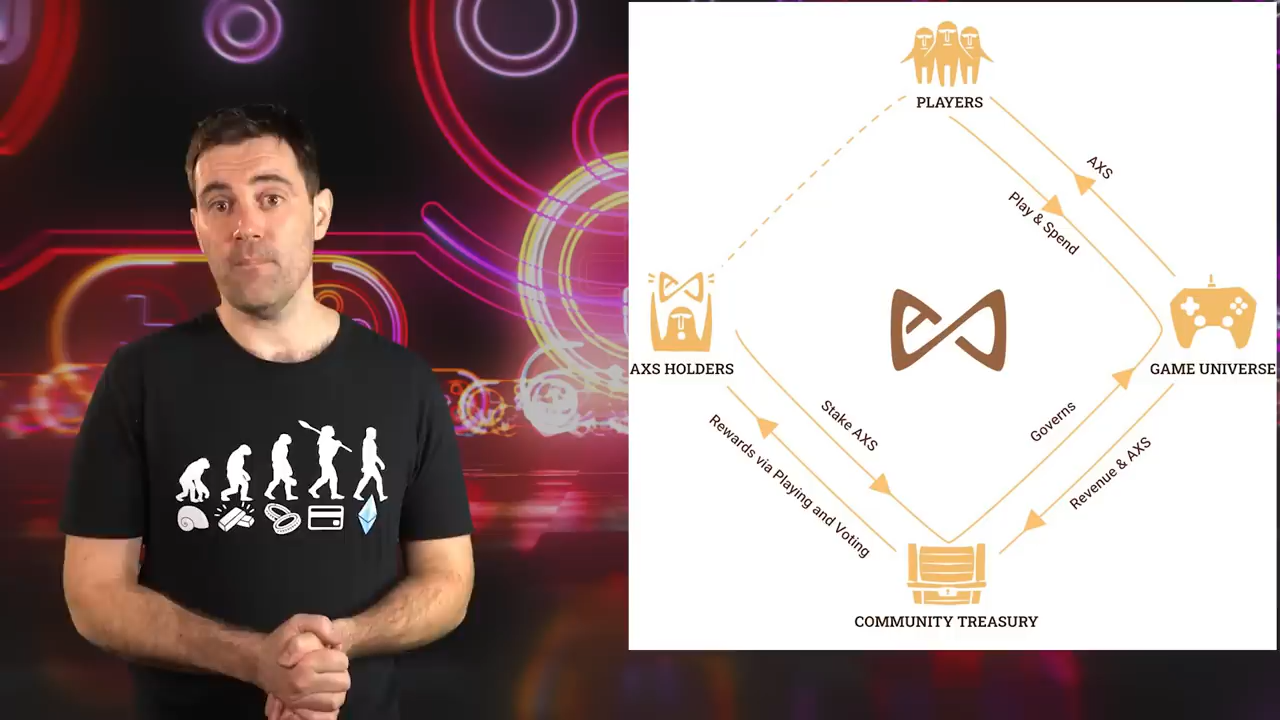 PLAYERS
AXS
Play & Spend
AXS HOLDERS
GAME UNIVERSE
Stake AXS
Governs
Rewards via Playing and Voting
Revenue & AXS
COMMUNITY TREASURY